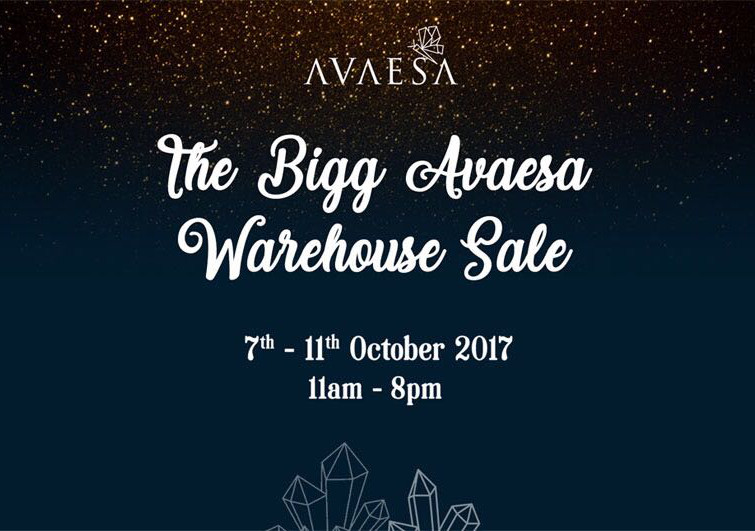 AVAESA
The Bigg Avaesa
Warehouse Sale
7th - 11th October 2017
11am - 8pm